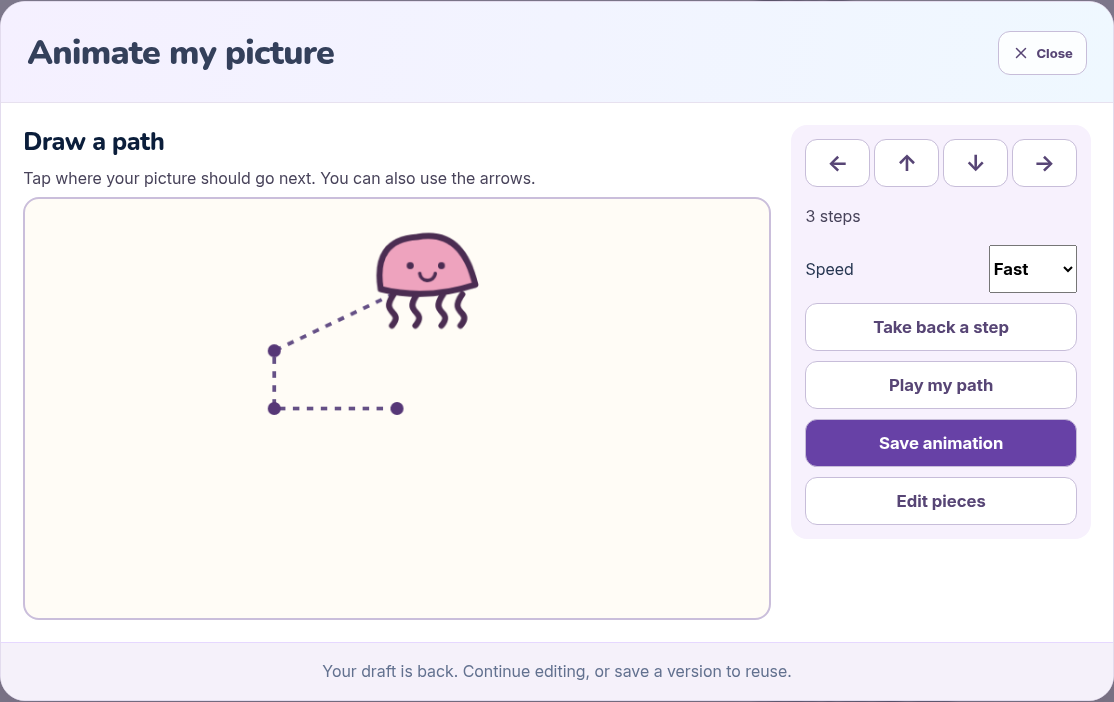 Animate my picture
Close
Draw a path
Tap where your picture should go next. You can also use the arrows.
3 steps
Speed
Fast
Take back a step
Play my path
Save animation
Edit pieces
Your draft is back. Continue editing, or save a version to reuse.